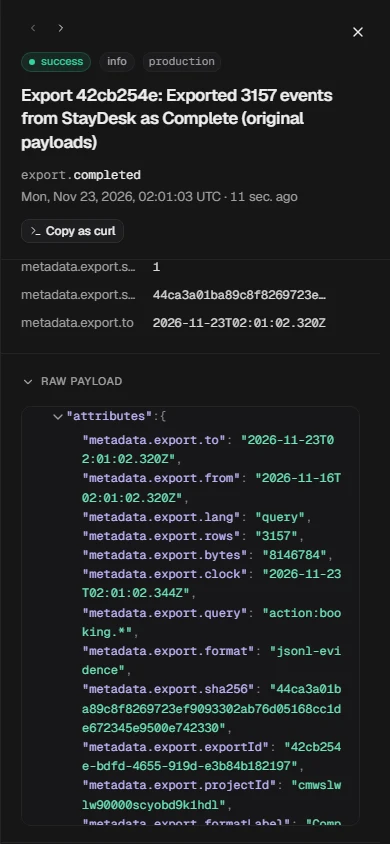 success info production
Export 42cb254e: Exported 3157 events
from StayDesk as Complete (original
payloads)
export.completed
Mon, Nov 23, 2026, 02:01:03 UTC · 11 sec. ago
>_ Copy as curl
metadata.export.s… 1
metadata.export.s… 44ca3a01ba89c8f8269723e…
metadata.export.to 2026-11-23T02:01:02.320Z
RAW PAYLOAD
"attributes":{
"metadata.export.to": "2026-11-23T0
2:01:02.320Z",
"metadata.export.from": "2026-11-16T
02:01:02.320Z",
"metadata.export.lang": "query",
"metadata.export.rows": "3157",
"metadata.export.bytes": "8146784",
"metadata.export.clock": "2026-11-23
T02:01:02.344Z",
"metadata.export.query": "action:boo
king.*",
"metadata.export.format": "jsonl-evi
dence",
"metadata.export.sha256": "44ca3a01b
a89c8f8269723ef9093302ab76d05168cc1d
e672345e9500e742330",
"metadata.export.exportId": "42cb254
e-bdfd-4655-919d-e3b84b182197",
"metadata.export.projectId": "cmwslw
lw90000scyobd9k1hdl",
"metadata.export.formatLabel": "Comp